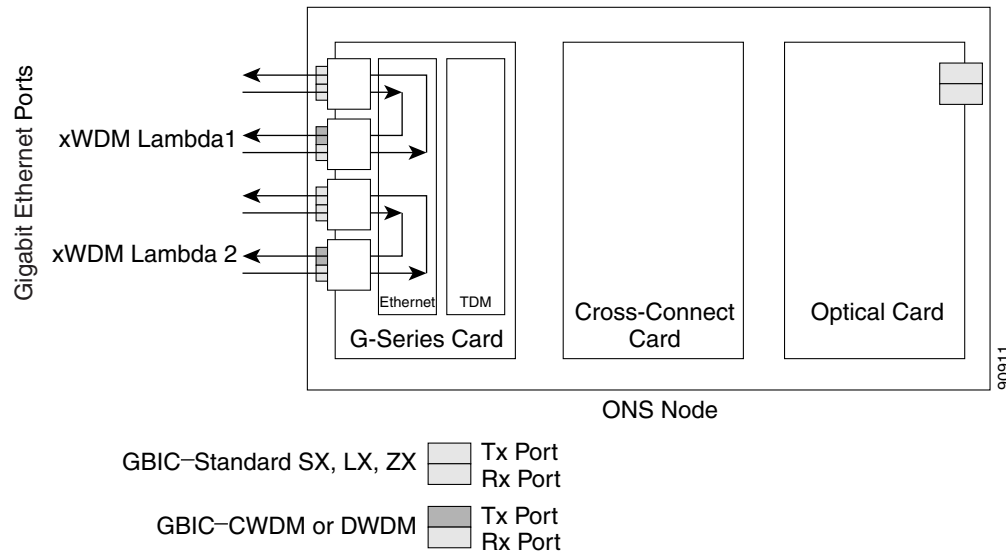 Gigabit Ethernet Ports
xWDM Lambda1
xWDM Lambda 2
Ethernet
TDM
G-Series Card
Cross-Connect
Card
Optical Card
90911
ONS Node
GBIC–Standard SX, LX, ZX
Tx Port
Rx Port
GBIC–CWDM or DWDM
Tx Port
Rx Port